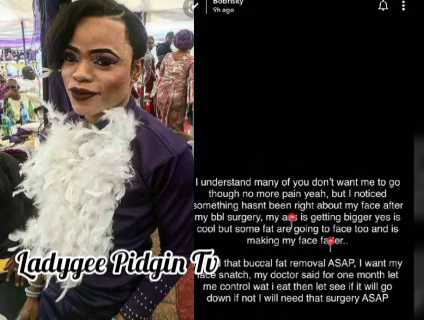 Bobrisky
9h ago
I understand many of you don't want me to go
though no more pain yeah, but I noticed
something hasnt been right about my face after
my bbl surgery, my is getting bigger yes is
cool but some fat are going to face too and is
making my face
that buccal fat removal ASAP, I want my
face snatch, my doctor said for one month let
me control wat i eat then let see if it will go
down if not I will need that surgery ASAP
Ladygee Pidgin Tv